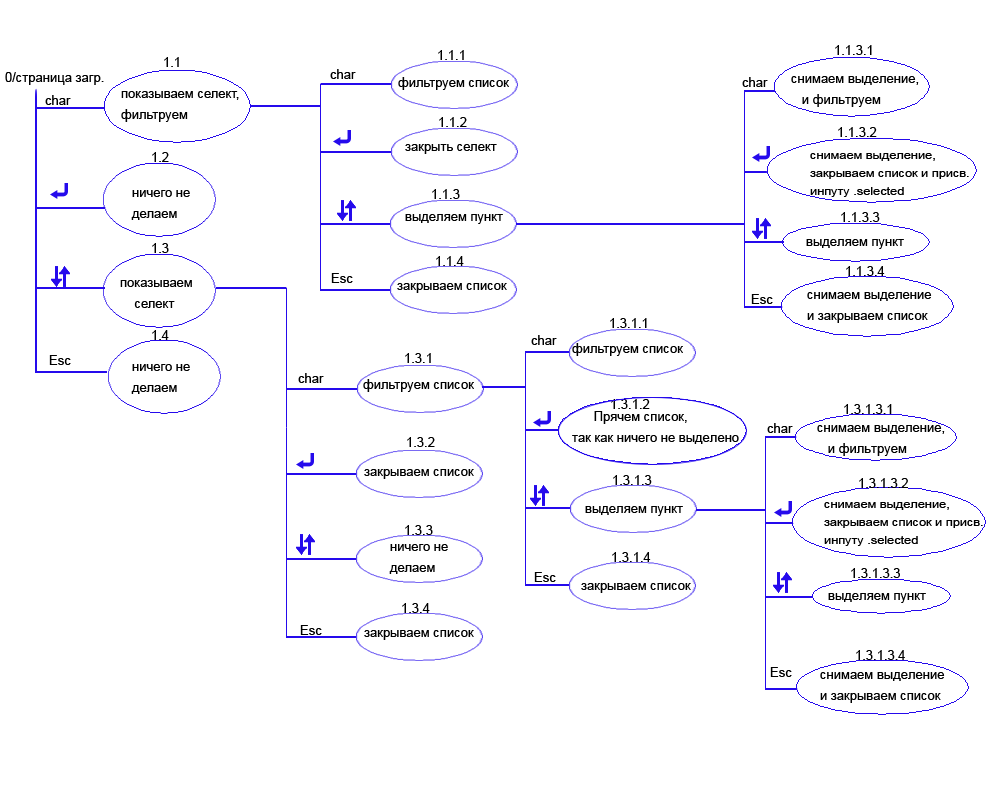 0/страница загр.
char
1.1
показываем селект,
фильтруем
1.2
ничего не
делаем
1.3
показываем
селект
Esc
1.4
ничего не
делаем
char
1.1.1
фильтруем список
1.1.2
закрыть селект
1.1.3
выделяем пункт
Esc
1.1.4
закрываем список
char
1.1.3.1
снимаем выделение,
и фильтруем
1.1.3.2
снимаем выделение,
закрываем список и присв.
инпуту .selected
1.1.3.3
выделяем пункт
Esc
1.1.3.4
снимаем выделение
и закрываем список
char
1.3.1
фильтруем список
1.3.2
закрываем список
1.3.3
ничего не
делаем
Esc
1.3.4
закрываем список
char
1.3.1.1
фильтруем список
1.3.1.2
Прячем список,
так как ничего не выделено
1.3.1.3
выделяем пункт
Esc
1.3.1.4
закрываем список
char
1.3.1.3.1
снимаем выделение,
и фильтруем
1.3.1.3.2
снимаем выделение,
закрываем список и присв.
инпуту .selected
1.3.1.3.3
выделяем пункт
Esc
1.3.1.3.4
снимаем выделение
и закрываем список